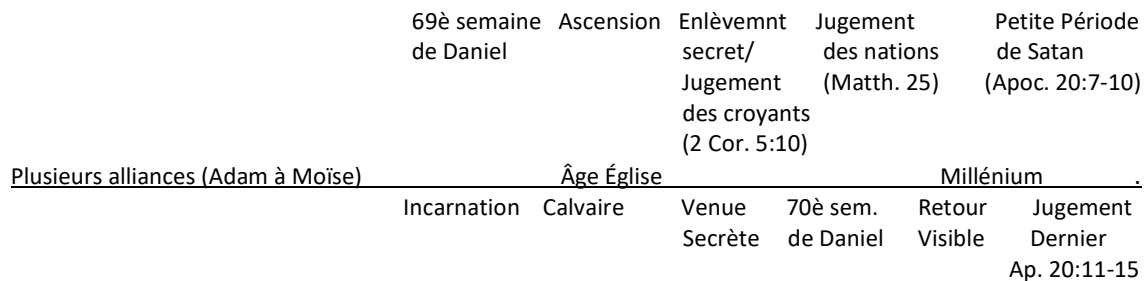 69è semaine Ascension Enlèvemnt Jugement Petite Période
de Daniel secret/ des nations de Satan
Jugement (Matth. 25) (Apoc. 20:7-10)
des croyants
(2 Cor. 5:10)
Plusieurs alliances (Adam à Moïse) Âge Église Millénium .
Incarnation Calvaire Venue 70è sem. Retour Jugement
Secrète de Daniel Visible Dernier
Ap. 20:11-15